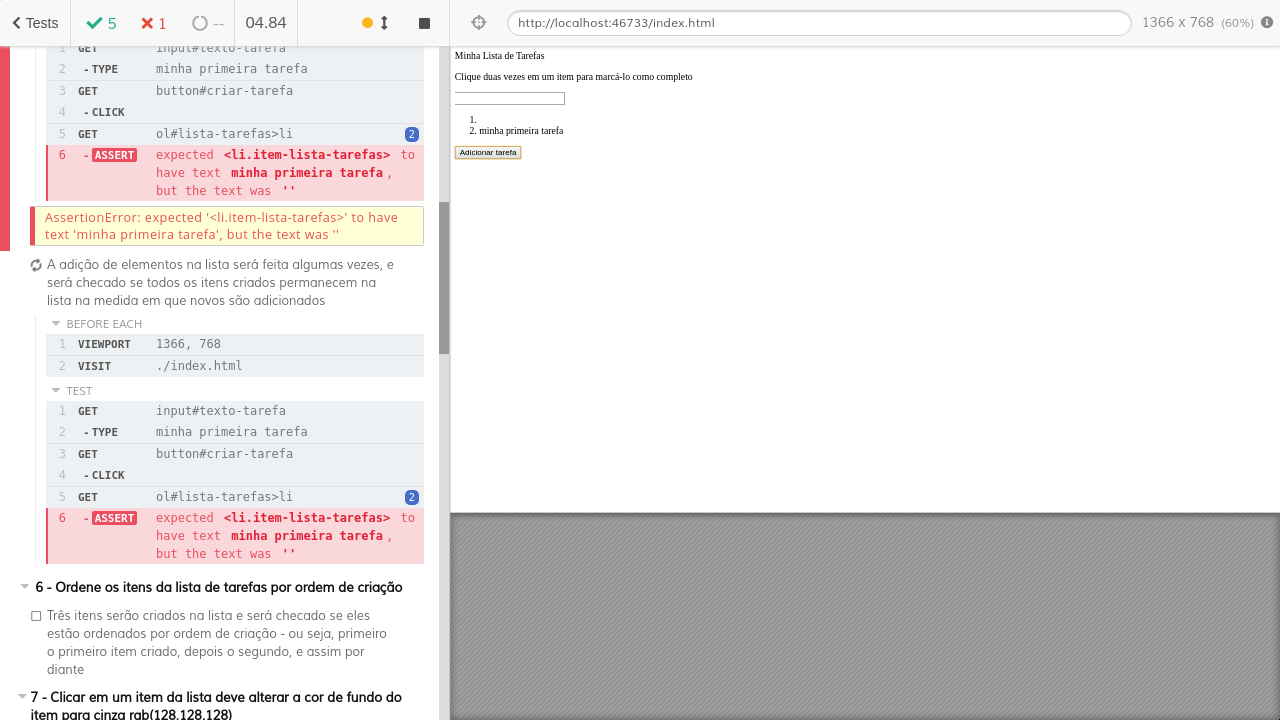 Tests
5
1
--
04.84
http://localhost:46733/index.html
1366 x 768 (60%)
1 GET input#texto-tarefa
2 - TYPE minha primeira tarefa
3 GET button#criar-tarefa
4 - CLICK
5 GET ol#lista-tarefas>li 2
6 - ASSERT expected <li.item-lista-tarefas> to
have text minha primeira tarefa ,
but the text was ''
AssertionError: expected '<li.item-lista-tarefas>' to have
text 'minha primeira tarefa', but the text was ''
A adição de elementos na lista será feita algumas vezes, e
será checado se todos os itens criados permanecem na
lista na medida em que novos são adicionados
BEFORE EACH
1 VIEWPORT 1366, 768
2 VISIT ./index.html
TEST
1 GET input#texto-tarefa
2 - TYPE minha primeira tarefa
3 GET button#criar-tarefa
4 - CLICK
5 GET ol#lista-tarefas>li 2
6 - ASSERT expected <li.item-lista-tarefas> to
have text minha primeira tarefa ,
but the text was ''
6 - Ordene os itens da lista de tarefas por ordem de criação
Três itens serão criados na lista e será checado se eles
estão ordenados por ordem de criação - ou seja, primeiro
o primeiro item criado, depois o segundo, e assim por
diante
7 - Clicar em um item da lista deve alterar a cor de fundo do
item para cinza rgb(128,128,128)
Minha Lista de Tarefas
Clique duas vezes em um item para marcá-lo como completo
1.
2. minha primeira tarefa
Adicionar tarefa